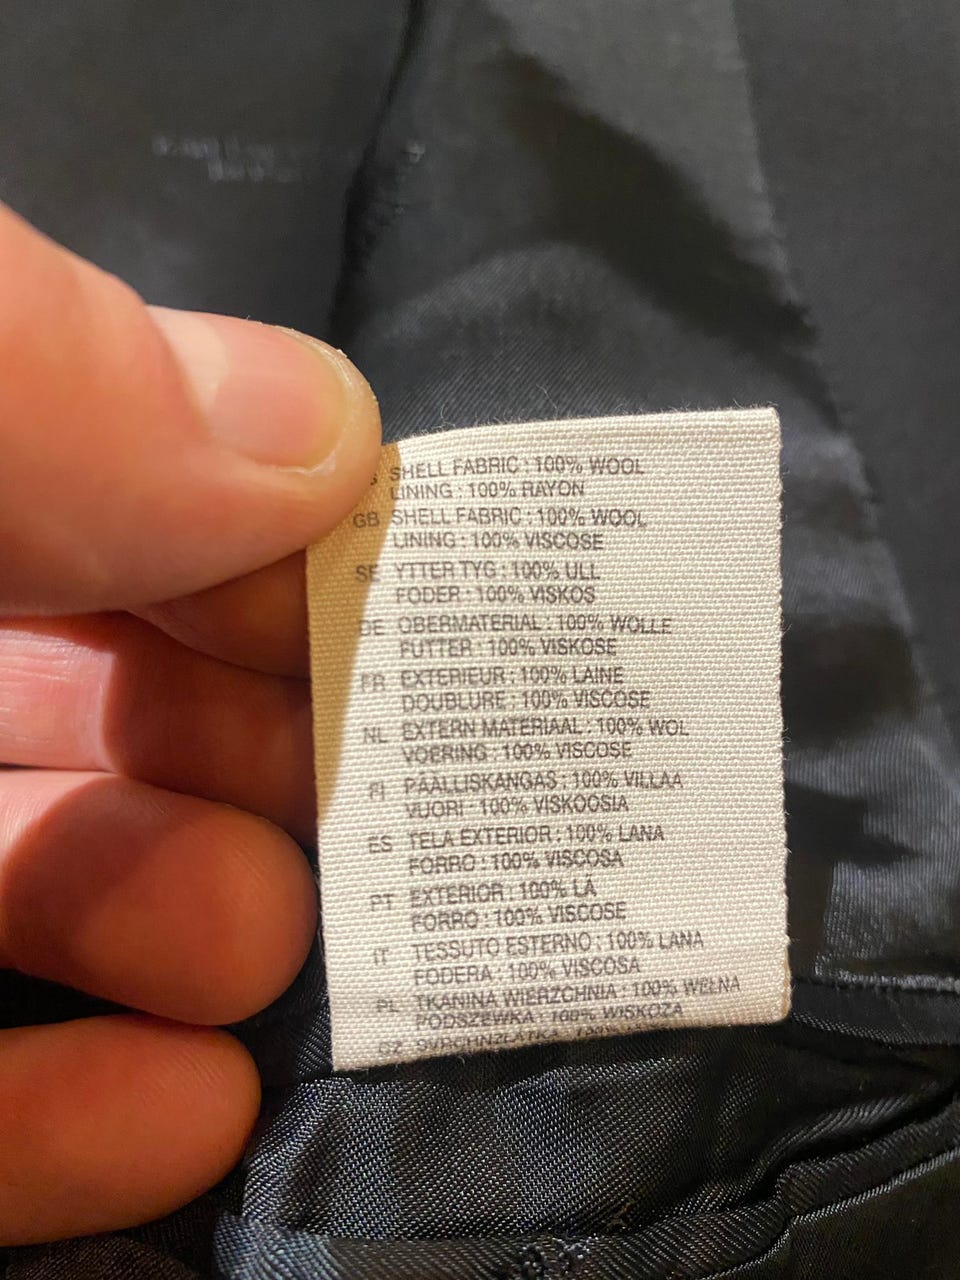 SHELL FABRIC : 100% WOOL
LINING : 100% RAYON
GB SHELL FABRIC : 100% WOOL
LINING : 100% VISCOSE
SE YTTER TYG : 100% ULL
FODER : 100% VISKOS
DE OBERMATERIAL : 100% WOLLE
FUTTER : 100% VISKOSE
FR EXTERIEUR : 100% LAINE
DOUBLURE : 100% VISCOSE
NL EXTERN MATERIAAL : 100% WOL
VOERING : 100% VISCOSE
FI PÄÄLLISKANGAS : 100% VILLAA
VUORI : 100% VISKOOSIA
ES TELA EXTERIOR : 100% LANA
FORRO : 100% VISCOSA
PT EXTERIOR : 100% LÃ
FORRO : 100% VISCOSE
IT TESSUTO ESTERNO : 100% LANA
FODERA : 100% VISCOSA
PL TKANINA WIERZCHNIA : 100% WEŁNA
PODSZEWKA : 100% WISKOZA
CZ